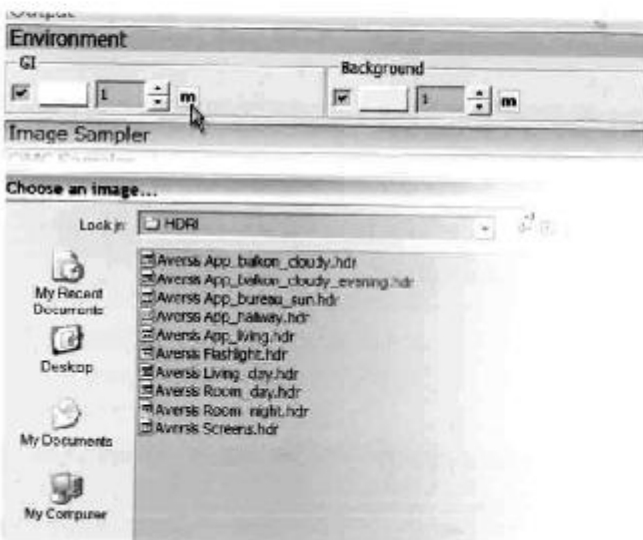 Output
Environment
GI
Background
1
m
1
m
Image Sampler
Choose an image...
Look in:
HDRI
Aversis App_balkon_cloudy.hdr
Aversis App_balkon_cloudy_evening.hdr
Aversis App_bureau_sun.hdr
Aversis App_hallway.hdr
Aversis App_living.hdr
Aversis Flashlight.hdr
Aversis Living_day.hdr
Aversis Room_day.hdr
Aversis Room_night.hdr
Aversis Screens.hdr
My Recent
Documents
Desktop
My Documents
My Computer